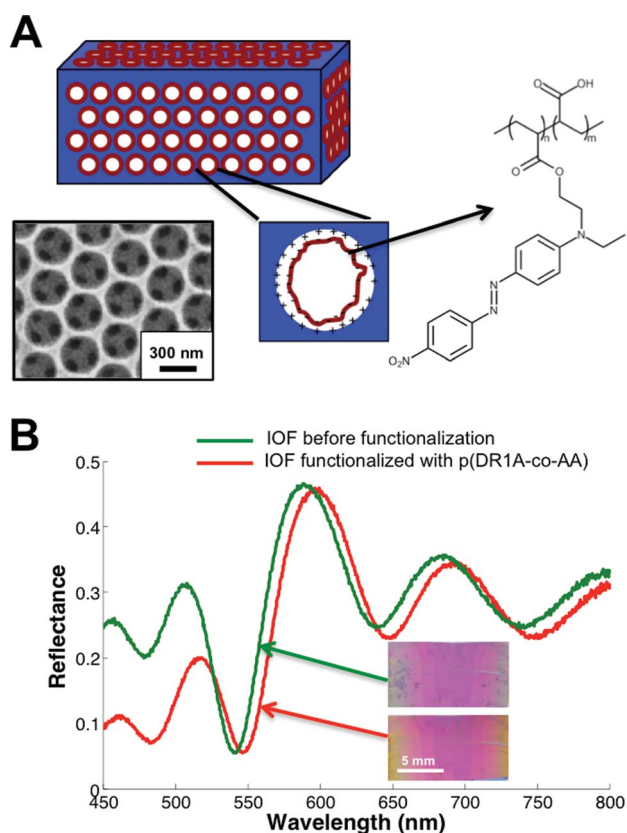 A
O
OH
n
m
O
O
N
N
N
O₂N
300 nm
B
IOF before functionalization
IOF functionalized with p(DR1A-co-AA)
0.5
0.4
0.3
0.2
0.1
0
Reflectance
5 mm
450 500 550 600 650 700 750 800
Wavelength (nm)